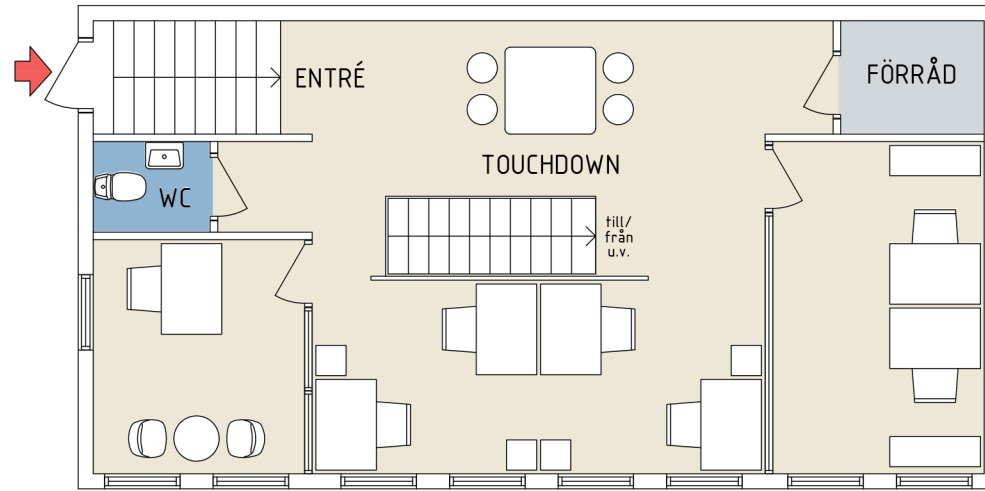 ENTRÉ
FÖRRÅD
TOUCHDOWN
WC
till/
från
u.v.